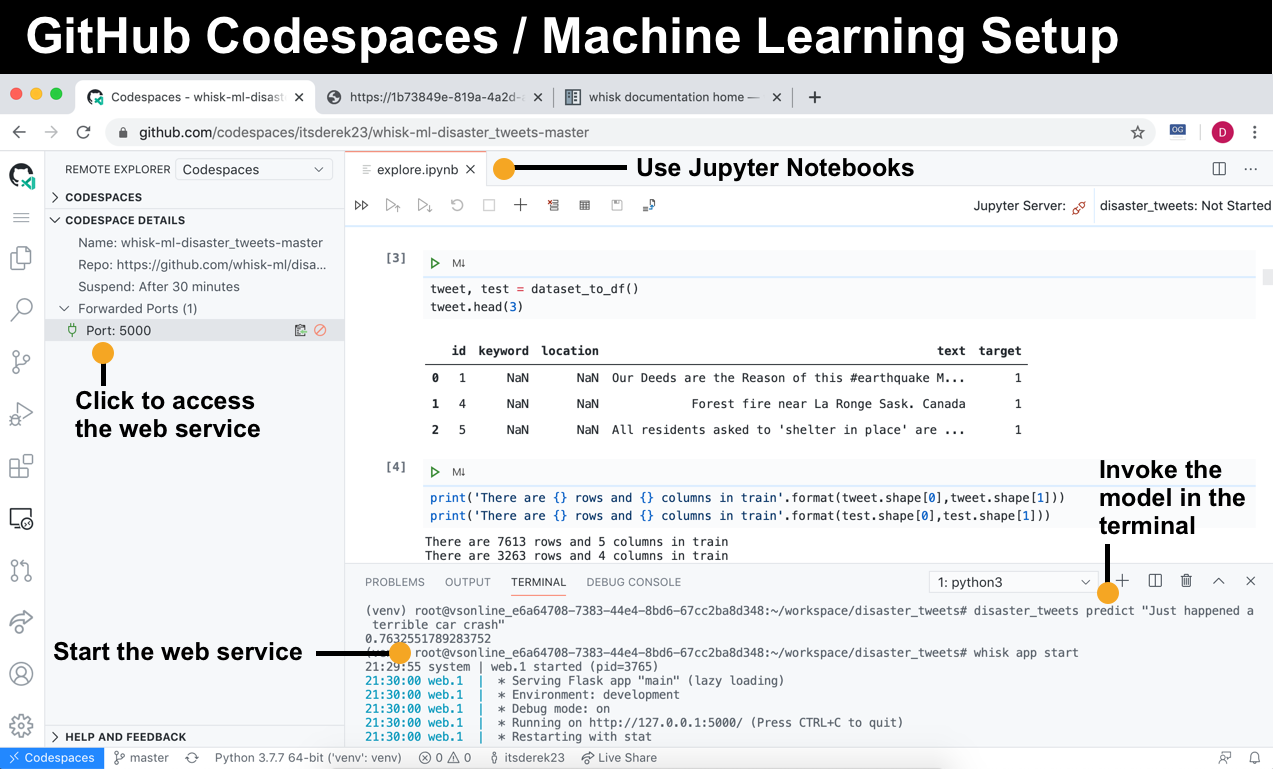 GitHub Codespaces / Machine Learning Setup
Codespaces - whisk-ml-disast
https://1b73849e-819a-4a2d-
whisk documentation home —
github.com/codespaces/itsderek23/whisk-ml-disaster_tweets-master
OG
D
REMOTE EXPLORER
Codespaces
explore.ipynb
Use Jupyter Notebooks
CODESPACES
CODESPACE DETAILS
Name: whisk-ml-disaster_tweets-master
Repo: https://github.com/whisk-ml/disa...
Suspend: After 30 minutes
Forwarded Ports (1)
Port: 5000
Click to access
the web service
Jupyter Server:
disaster_tweets: Not Started
[3]
M↓
tweet, test = dataset_to_df()
tweet.head(3)
id keyword location text target
0 1 NaN NaN Our Deeds are the Reason of this #earthquake M... 1
1 4 NaN NaN Forest fire near La Ronge Sask. Canada 1
2 5 NaN NaN All residents asked to 'shelter in place' are ... 1
[4]
M↓
print('There are {} rows and {} columns in train'.format(tweet.shape[0],tweet.shape[1]))
print('There are {} rows and {} columns in train'.format(test.shape[0],test.shape[1]))
There are 7613 rows and 5 columns in train
There are 3263 rows and 4 columns in train
Invoke the
model in the
terminal
PROBLEMS OUTPUT TERMINAL DEBUG CONSOLE
1: python3
(venv) root@vsonline_e6a64708-7383-44e4-8bd6-67cc2ba8d348:~/workspace/disaster_tweets# disaster_tweets predict "Just happened a
terrible car crash"
0.7632551789283752
root@vsonline_e6a64708-7383-44e4-8bd6-67cc2ba8d348:~/workspace/disaster_tweets# whisk app start
21:29:55 system | web.1 started (pid=3765)
21:30:00 web.1 | * Serving Flask app "main" (lazy loading)
21:30:00 web.1 | * Environment: development
21:30:00 web.1 | * Debug mode: on
21:30:00 web.1 | * Running on http://127.0.0.1:5000/ (Press CTRL+C to quit)
21:30:00 web.1 | * Restarting with stat
Start the web service
HELP AND FEEDBACK
Codespaces
master
Python 3.7.7 64-bit ('venv': venv)
0
0
itsderek23
Live Share